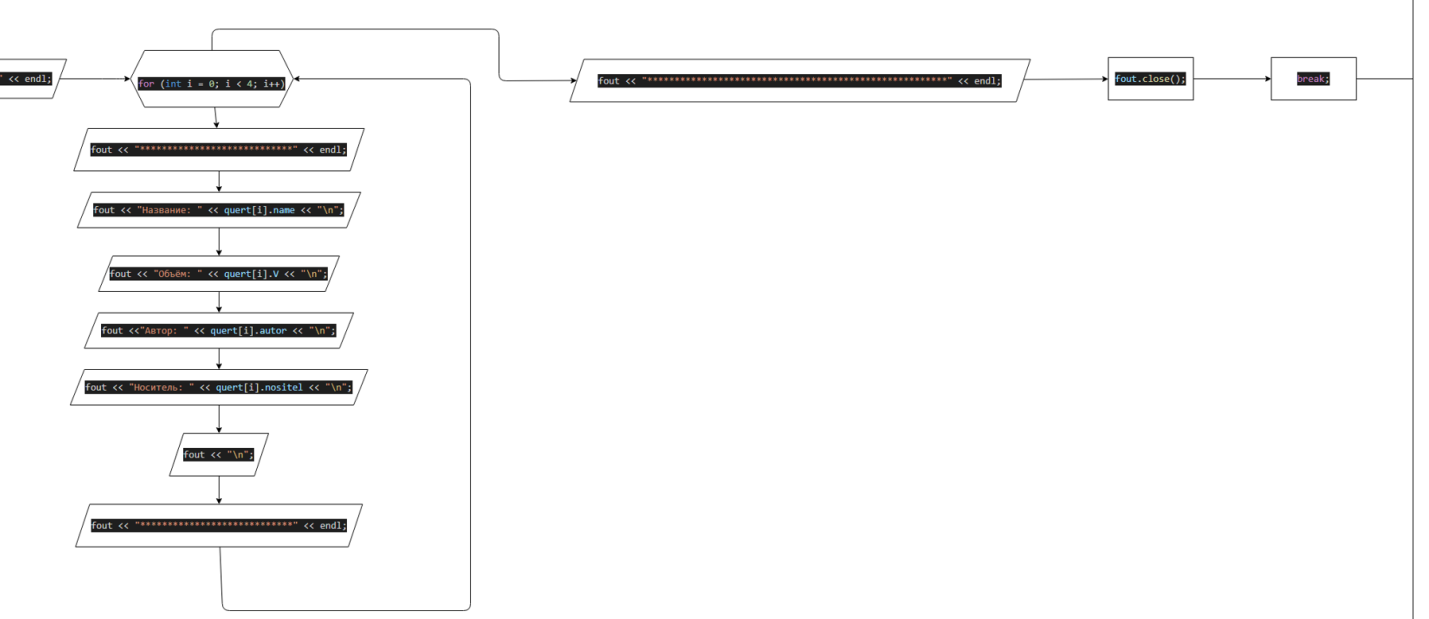 " << endl;
for (int i = 0; i < 4; i++)
fout << "****************************" << endl;
fout << "Название: " << quert[i].name << "\n";
fout << "Объём: " << quert[i].V << "\n";
fout <<"Автор: " << quert[i].autor << "\n";
fout << "Носитель: " << quert[i].nositel << "\n";
fout << "\n";
fout << "****************************" << endl;
fout << "*******************************************************" << endl;
fout.close();
break;